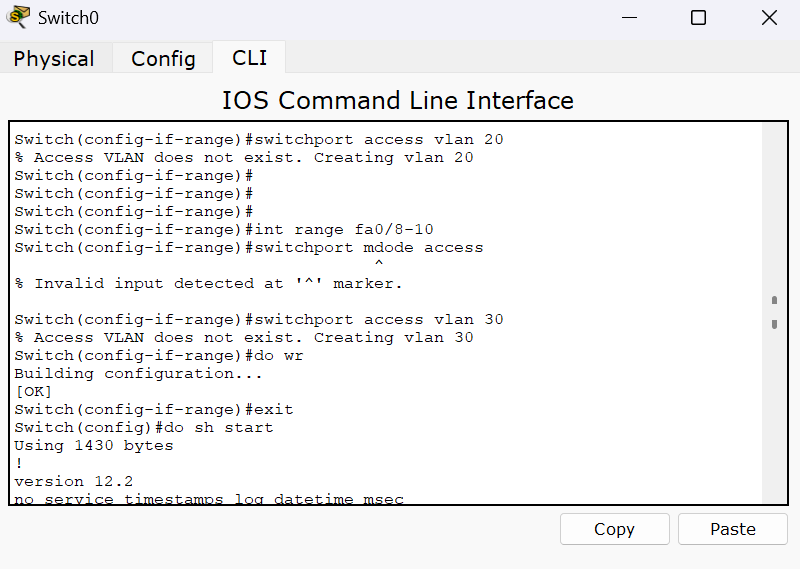 Switch0
Physical Config CLI
IOS Command Line Interface
Switch(config-if-range)#switchport access vlan 20
% Access VLAN does not exist. Creating vlan 20
Switch(config-if-range)#
Switch(config-if-range)#
Switch(config-if-range)#
Switch(config-if-range)#int range fa0/8-10
Switch(config-if-range)#switchport mdode access
^
% Invalid input detected at '^' marker.
Switch(config-if-range)#switchport access vlan 30
% Access VLAN does not exist. Creating vlan 30
Switch(config-if-range)#do wr
Building configuration...
[OK]
Switch(config-if-range)#exit
Switch(config)#do sh start
Using 1430 bytes
!
version 12.2
no service timestamps log datetime msec
Copy Paste